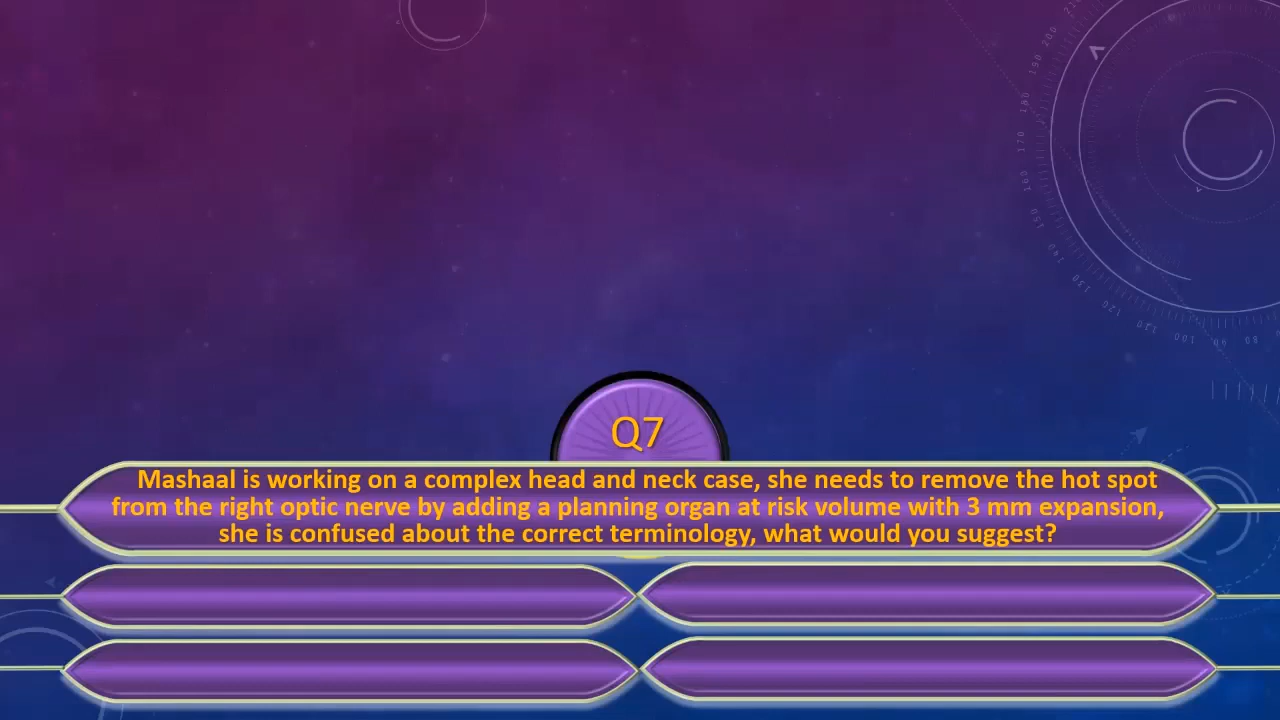 Q7
Mashaal is working on a complex head and neck case, she needs to remove the hot spot
from the right optic nerve by adding a planning organ at risk volume with 3 mm expansion,
she is confused about the correct terminology, what would you suggest?